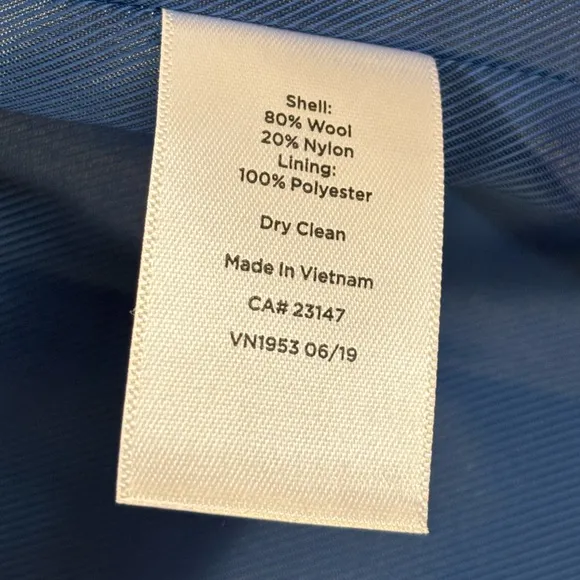 Shell:
80% Wool
20% Nylon
Lining:
100% Polyester
Dry Clean
Made In Vietnam
CA# 23147
VN1953 06/19